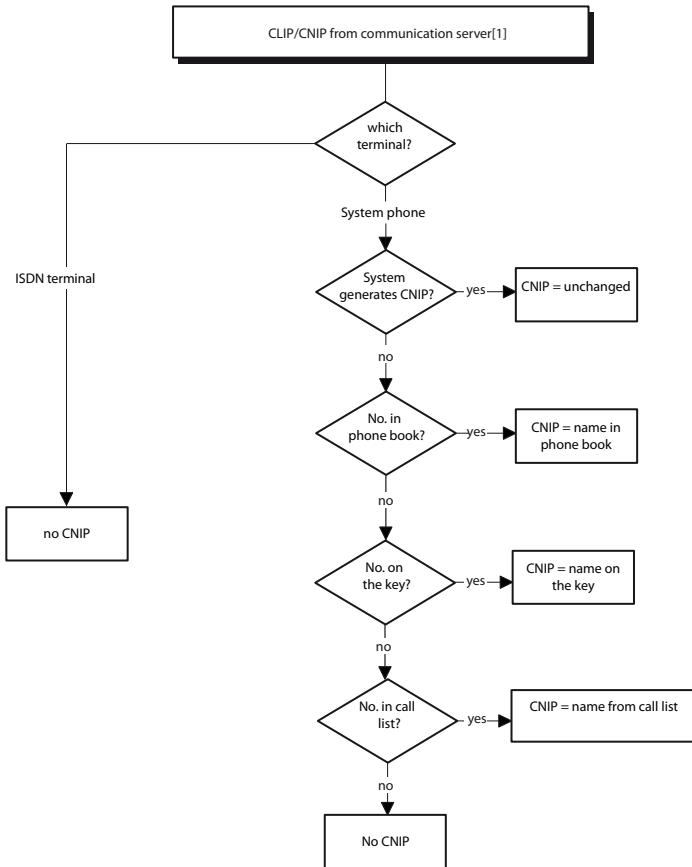 CLIP/CNIP from communication server[1]
which
terminal?
System phone
ISDN terminal
System
generates CNIP?
yes
CNIP = unchanged
no
No. in
phone book?
yes
CNIP = name in
phone book
no
no CNIP
No. on
the key?
yes
CNIP = name on
the key
no
No. in call
list?
yes
CNIP = name from call list
no
No CNIP